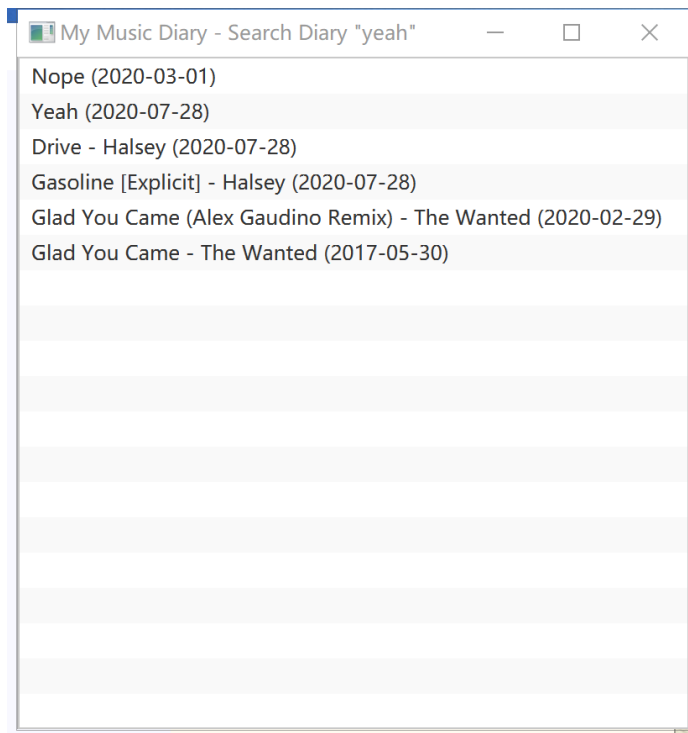 My Music Diary - Search Diary "yeah"
Nope (2020-03-01)
Yeah (2020-07-28)
Drive - Halsey (2020-07-28)
Gasoline [Explicit] - Halsey (2020-07-28)
Glad You Came (Alex Gaudino Remix) - The Wanted (2020-02-29)
Glad You Came - The Wanted (2017-05-30)